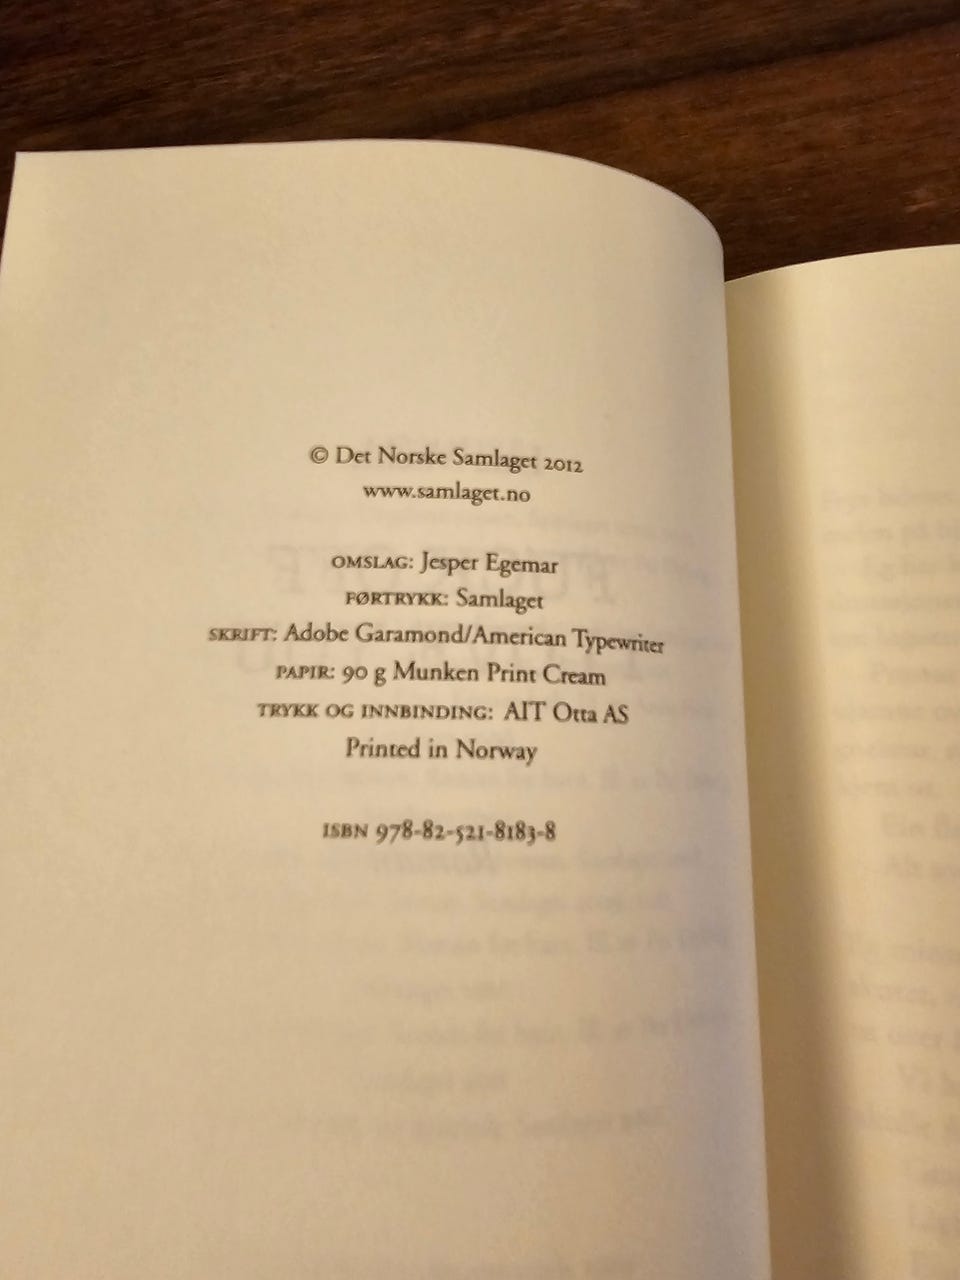 © Det Norske Samlaget 2012
www.samlaget.no
OMSLAG: Jesper Egemar
FØRTRYKK: Samlaget
SKRIFT: Adobe Garamond/American Typewriter
PAPIR: 90 g Munken Print Cream
TRYKK OG INNBINDING: AIT Otta AS
Printed in Norway
ISBN 978-82-521-8183-8